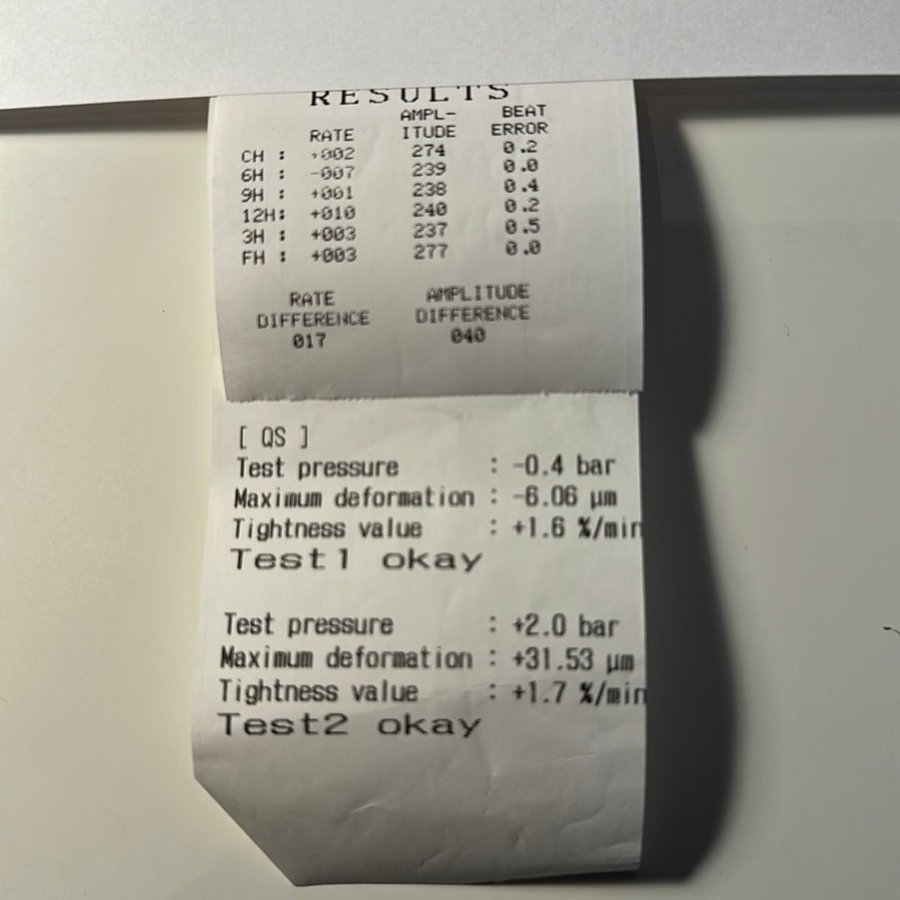 RESULTS
AMPL- BEAT
RATE ITUDE ERROR
CH : +002 274 0.2
6H : -007 239 0.0
9H : +001 238 0.4
12H: +010 240 0.2
3H : +003 237 0.5
FH : +003 277 0.0
RATE AMPLITUDE
DIFFERENCE DIFFERENCE
017 040
[ QS ]
Test pressure : -0.4 bar
Maximum deformation : -6.06 µm
Tightness value : +1.6 %/min
Test1 okay
Test pressure : +2.0 bar
Maximum deformation : +31.53 µm
Tightness value : +1.7 %/min
Test2 okay